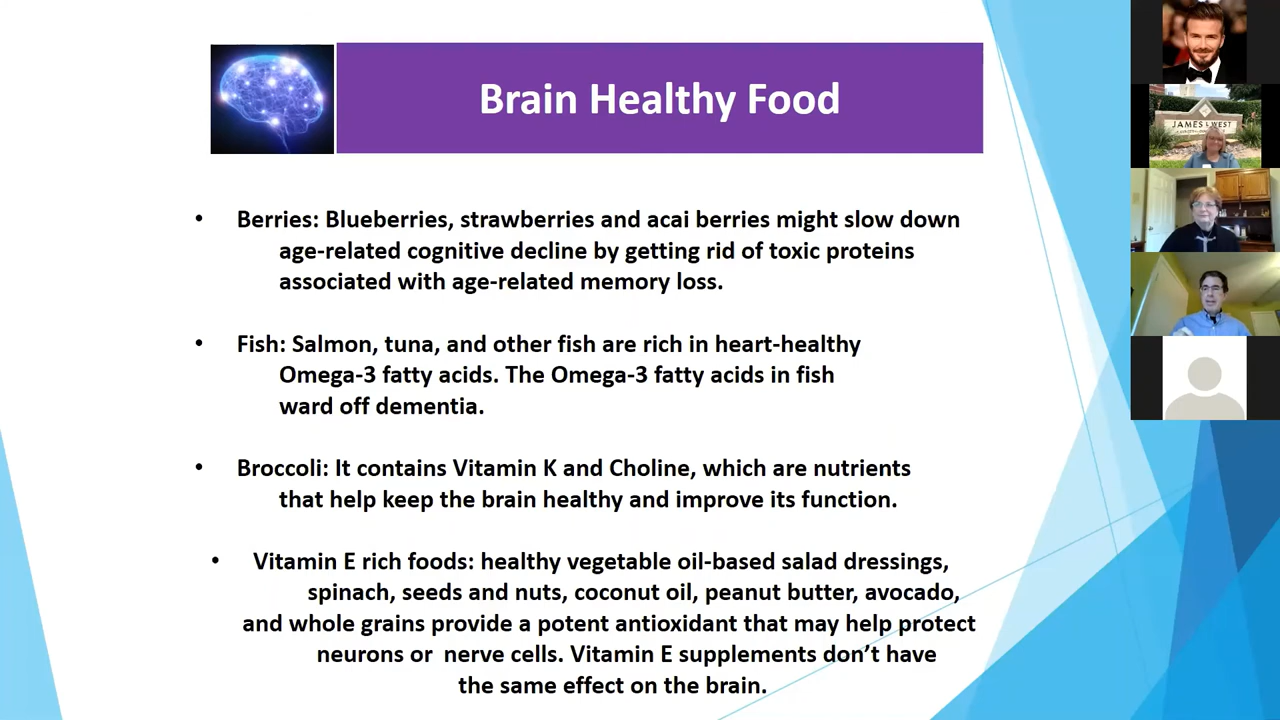 Brain Healthy Food
• Berries: Blueberries, strawberries and acai berries might slow down
age-related cognitive decline by getting rid of toxic proteins
associated with age-related memory loss.
• Fish: Salmon, tuna, and other fish are rich in heart-healthy
Omega-3 fatty acids. The Omega-3 fatty acids in fish
ward off dementia.
• Broccoli: It contains Vitamin K and Choline, which are nutrients
that help keep the brain healthy and improve its function.
• Vitamin E rich foods: healthy vegetable oil-based salad dressings,
spinach, seeds and nuts, coconut oil, peanut butter, avocado,
and whole grains provide a potent antioxidant that may help protect
neurons or nerve cells. Vitamin E supplements don’t have
the same effect on the brain.
JAMES L WEST